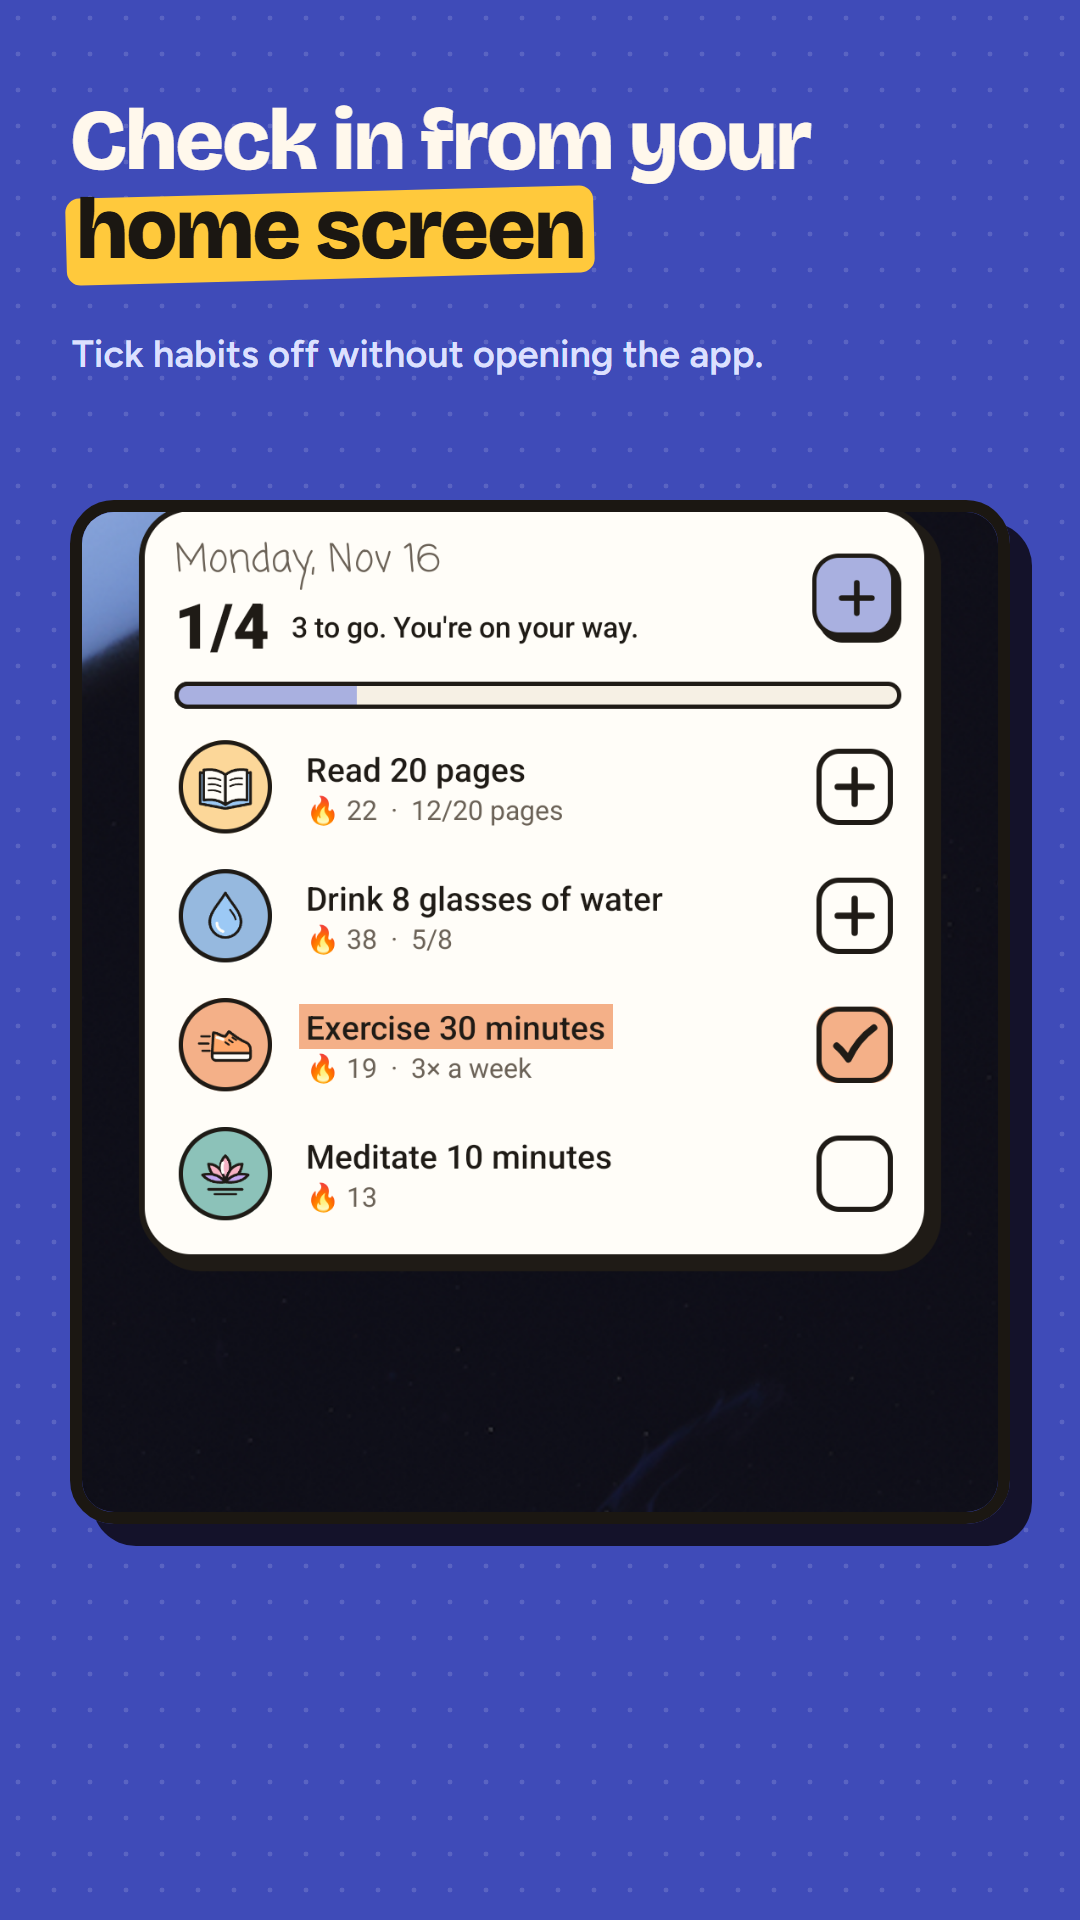 Check in from your
home screen
Tick habits off without opening the app.
Monday, Nov 16
1/4 3 to go. You're on your way.
Read 20 pages
🔥 22 · 12/20 pages
Drink 8 glasses of water
🔥 38 · 5/8
Exercise 30 minutes
🔥 19 · 3× a week
Meditate 10 minutes
🔥 13